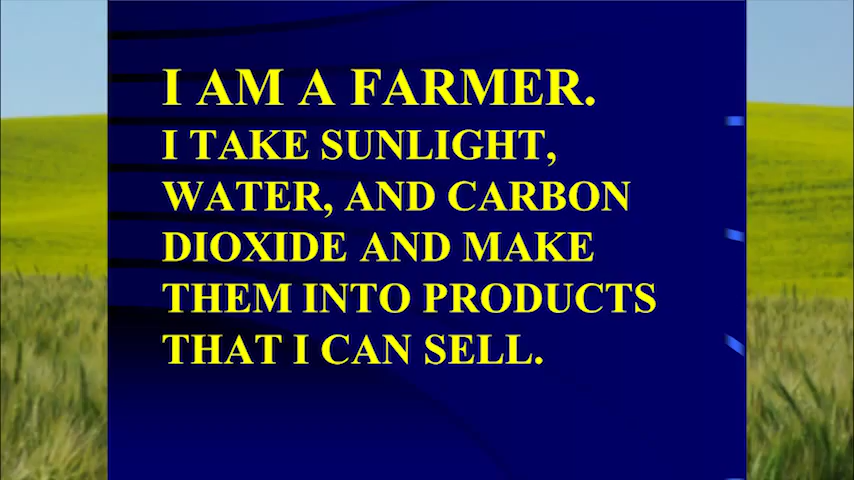 I AM A FARMER.
I TAKE SUNLIGHT,
WATER, AND CARBON
DIOXIDE AND MAKE
THEM INTO PRODUCTS
THAT I CAN SELL.